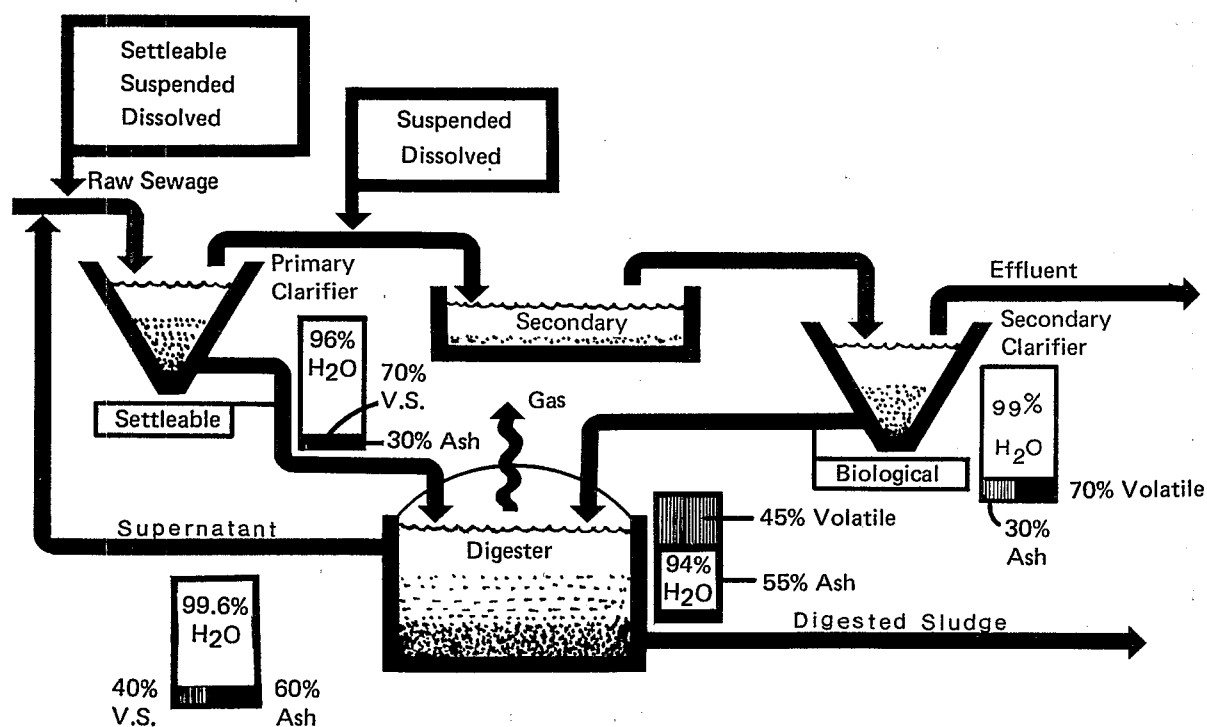 Settleable
Suspended
Dissolved
Suspended
Dissolved
Raw Sewage
Primary
Clarifier
Secondary
Effluent
Secondary
Clarifier
96%
H2O
70%
V.S.
30% Ash
Settleable
Gas
99%
H2O
Biological
70% Volatile
30%
Ash
Supernatant
Digester
45% Volatile
94%
H2O
55% Ash
Digested Sludge
99.6%
H2O
40%
V.S.
60%
Ash